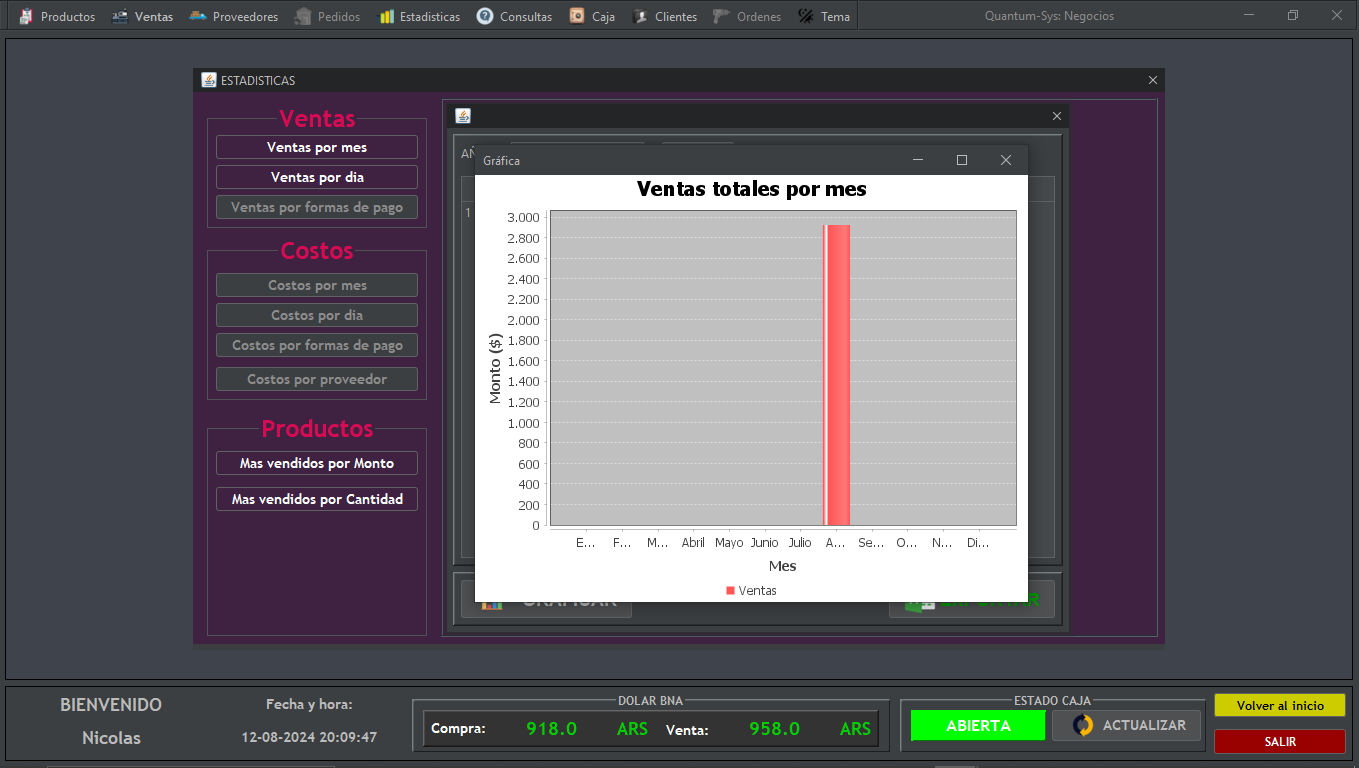 Productos Ventas Proveedores Pedidos Estadisticas Consultas Caja Clientes Ordenes Tema Quantum-Sys: Negocios
ESTADISTICAS
Ventas
Ventas por mes
Ventas por dia
Ventas por formas de pago
Costos
Costos por mes
Costos por dia
Costos por formas de pago
Costos por proveedor
Productos
Mas vendidos por Monto
Mas vendidos por Cantidad
1
Gráfica
Ventas totales por mes
Monto ($)
3.000
2.800
2.600
2.400
2.200
2.000
1.800
1.600
1.400
1.200
1.000
800
600
400
200
0
E... F... M... Abril Mayo Junio Julio A... Se... O... N... Di...
Mes
Ventas
GRAFICAR
BIENVENIDO
Nicolas
Fecha y hora:
12-08-2024 20:09:47
DOLAR BNA
Compra: 918.0 ARS Venta: 958.0 ARS
ESTADO CAJA
ABIERTA ACTUALIZAR
Volver al inicio
SALIR